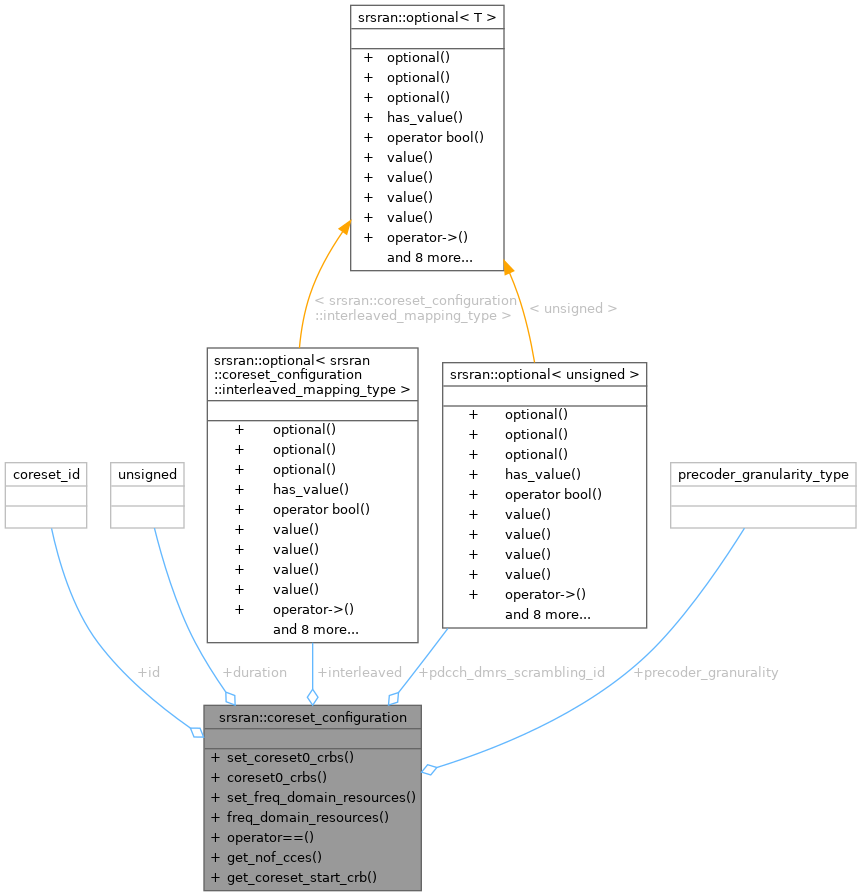 srsran::optional< T >
+ optional()
+ optional()
+ optional()
+ has_value()
+ operator bool()
+ value()
+ value()
+ value()
+ value()
+ operator->()
and 8 more...
< srsran::coreset_configuration
::interleaved_mapping_type >
< unsigned >
srsran::optional< srsran
::coreset_configuration
::interleaved_mapping_type >
+ optional()
+ optional()
+ optional()
+ has_value()
+ operator bool()
+ value()
+ value()
+ value()
+ value()
+ operator->()
and 8 more...
srsran::optional< unsigned >
+ optional()
+ optional()
+ optional()
+ has_value()
+ operator bool()
+ value()
+ value()
+ value()
+ value()
+ operator->()
and 8 more...
coreset_id
unsigned
precoder_granularity_type
+id
+duration
+interleaved
+pdcch_dmrs_scrambling_id
+precoder_granurality
srsran::coreset_configuration
+ set_coreset0_crbs()
+ coreset0_crbs()
+ set_freq_domain_resources()
+ freq_domain_resources()
+ operator==()
+ get_nof_cces()
+ get_coreset_start_crb()